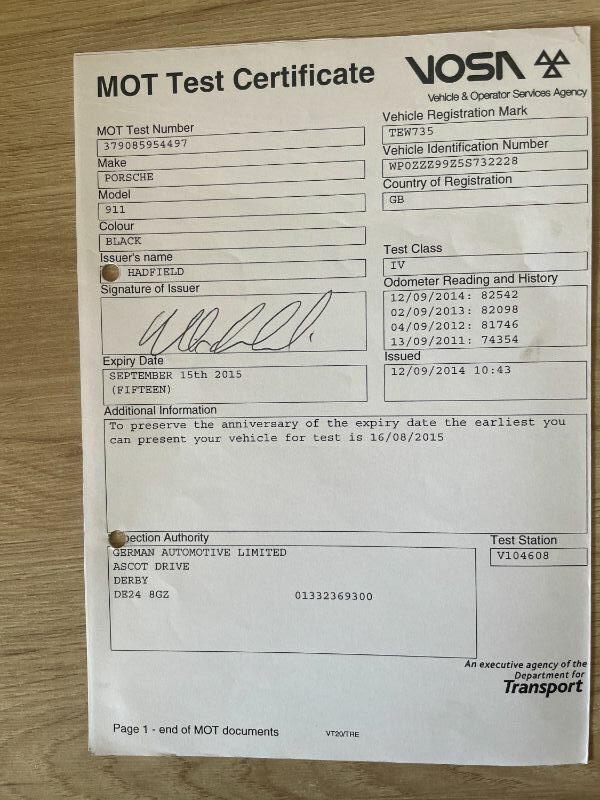 MOT Test Certificate
VOSA
Vehicle & Operator Services Agency
MOT Test Number
379085954497
Vehicle Registration Mark
TEW735
Make
PORSCHE
Vehicle Identification Number
WP0ZZZ99Z5S732228
Model
911
Country of Registration
GB
Colour
BLACK
Issuer's name
HADFIELD
Test Class
IV
Signature of Issuer
Odometer Reading and History
12/09/2014: 82542
02/09/2013: 82098
04/09/2012: 81746
13/09/2011: 74354
Expiry Date
SEPTEMBER 15th 2015
(FIFTEEN)
Issued
12/09/2014 10:43
Additional Information
To preserve the anniversary of the expiry date the earliest you
can present your vehicle for test is 16/08/2015
pection Authority
GERMAN AUTOMOTIVE LIMITED
ASCOT DRIVE
DERBY
DE24 8GZ 01332369300
Test Station
V104608
An executive agency of the
Department for
Transport
Page 1 - end of MOT documents
VT20/THE